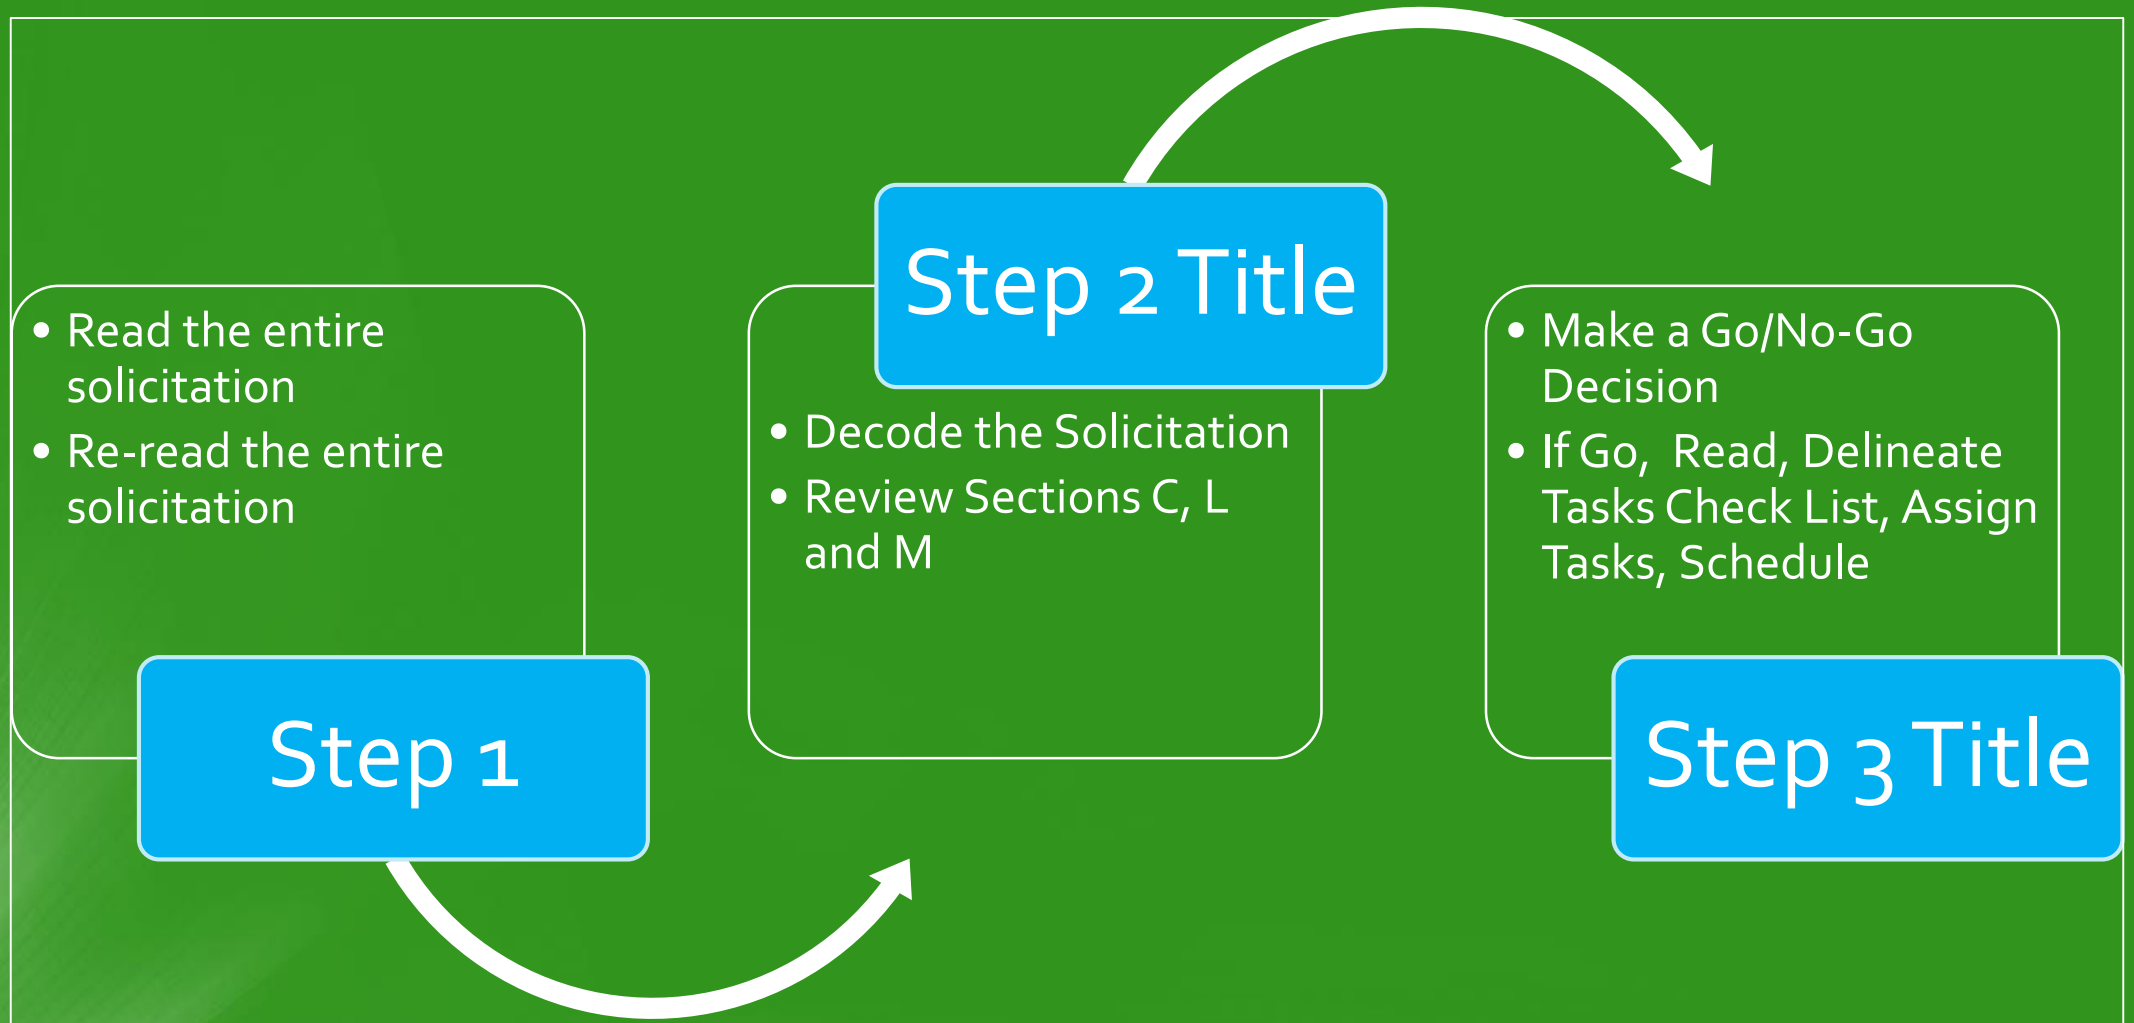 • Read the entire
solicitation
• Re-read the entire
solicitation
Step 1
Step 2 Title
• Decode the Solicitation
• Review Sections C, L
and M
• Make a Go/No-Go
Decision
• If Go, Read, Delineate
Tasks Check List, Assign
Tasks, Schedule
Step 3 Title